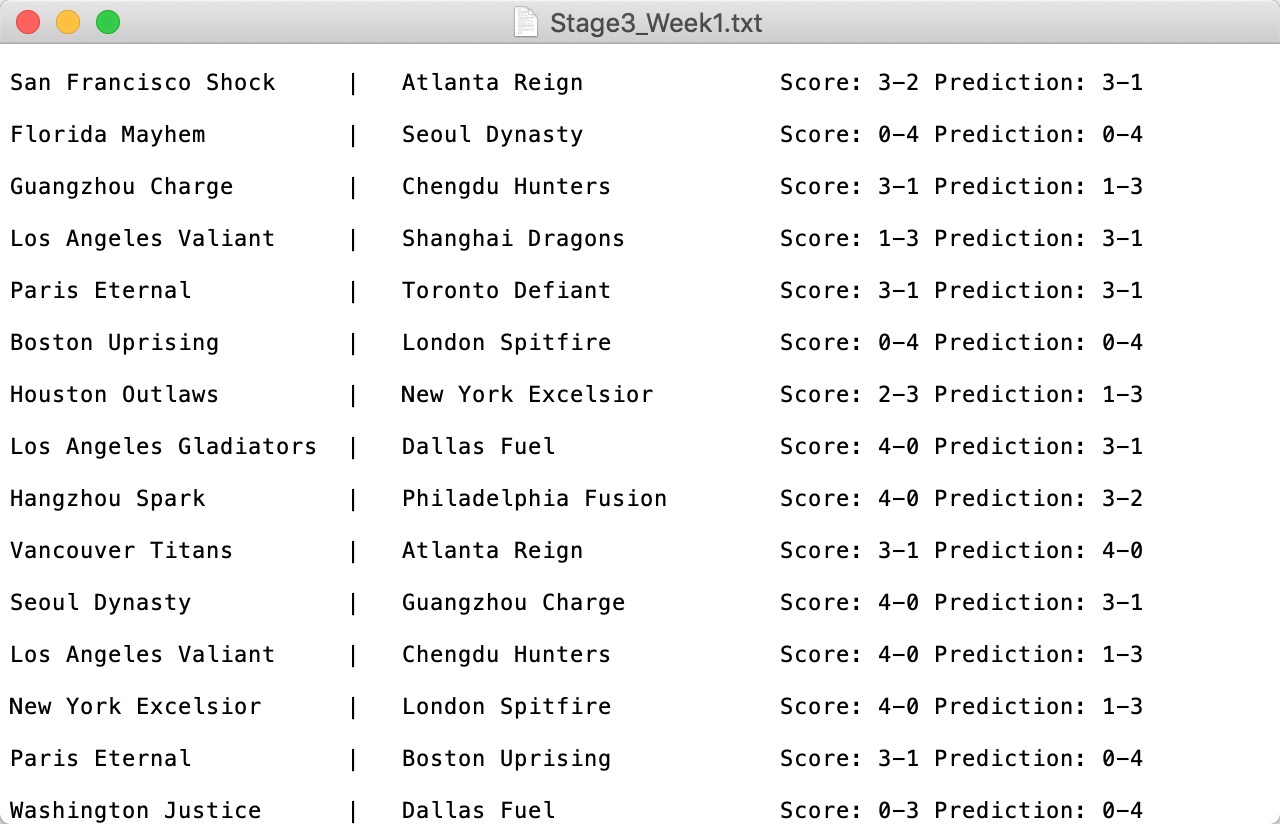 Stage3_Week1.txt
San Francisco Shock | Atlanta Reign Score: 3-2 Prediction: 3-1
Florida Mayhem | Seoul Dynasty Score: 0-4 Prediction: 0-4
Guangzhou Charge | Chengdu Hunters Score: 3-1 Prediction: 1-3
Los Angeles Valiant | Shanghai Dragons Score: 1-3 Prediction: 3-1
Paris Eternal | Toronto Defiant Score: 3-1 Prediction: 3-1
Boston Uprising | London Spitfire Score: 0-4 Prediction: 0-4
Houston Outlaws | New York Excelsior Score: 2-3 Prediction: 1-3
Los Angeles Gladiators | Dallas Fuel Score: 4-0 Prediction: 3-1
Hangzhou Spark | Philadelphia Fusion Score: 4-0 Prediction: 3-2
Vancouver Titans | Atlanta Reign Score: 3-1 Prediction: 4-0
Seoul Dynasty | Guangzhou Charge Score: 4-0 Prediction: 3-1
Los Angeles Valiant | Chengdu Hunters Score: 4-0 Prediction: 1-3
New York Excelsior | London Spitfire Score: 4-0 Prediction: 1-3
Paris Eternal | Boston Uprising Score: 3-1 Prediction: 0-4
Washington Justice | Dallas Fuel Score: 0-3 Prediction: 0-4